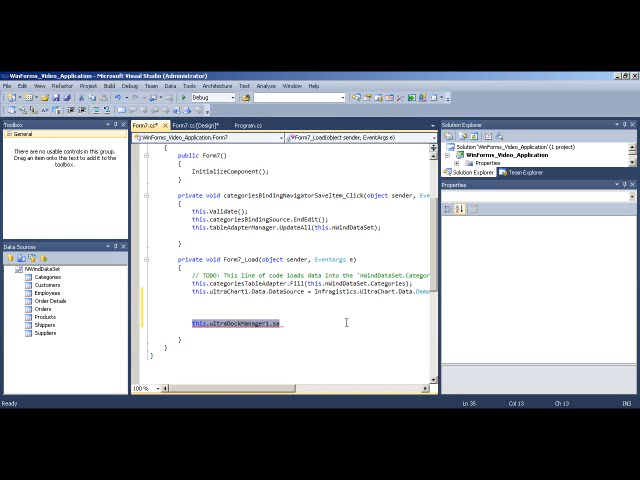 WinForms_Video_Application - Microsoft Visual Studio (Administrator)
File Edit View Refactor Project Build Debug Team Data Tools Architecture Test Analyze Window Help
Debug
Toolbox
General
There are no usable controls in this group. Drag an item onto this text to add it to the toolbox.
Data Sources
NWindDataSet
Categories
Customers
Employees
Order Details
Orders
Products
Shippers
Suppliers
Form7.cs*
Form7.cs [Design]*
Program.cs
WinForms_Video_Application.Form7
Form7_Load(object sender, EventArgs e)
{
public Form7()
{
InitializeComponent();
}
private void categoriesBindingNavigatorSaveItem_Click(object sender, Ev
{
this.Validate();
this.categoriesBindingSource.EndEdit();
this.tableAdapterManager.UpdateAll(this.nWindDataSet);
}
private void Form7_Load(object sender, EventArgs e)
{
// TODO: This line of code loads data into the 'nWindDataSet.Categor
this.categoriesTableAdapter.Fill(this.nWindDataSet.Categories);
this.ultraChart1.Data.DataSource = Infragistics.UltraChart.Data.Demo
this.ultraDockManager1.sa
}
}
}
100 %
Solution Explorer
Solution 'WinForms_Video_Application' (1 project)
WinForms_Video_Application
Properties
Solution Explorer
Team Explorer
Properties
Ready
Ln 35
Col 13
Ch 13
INS